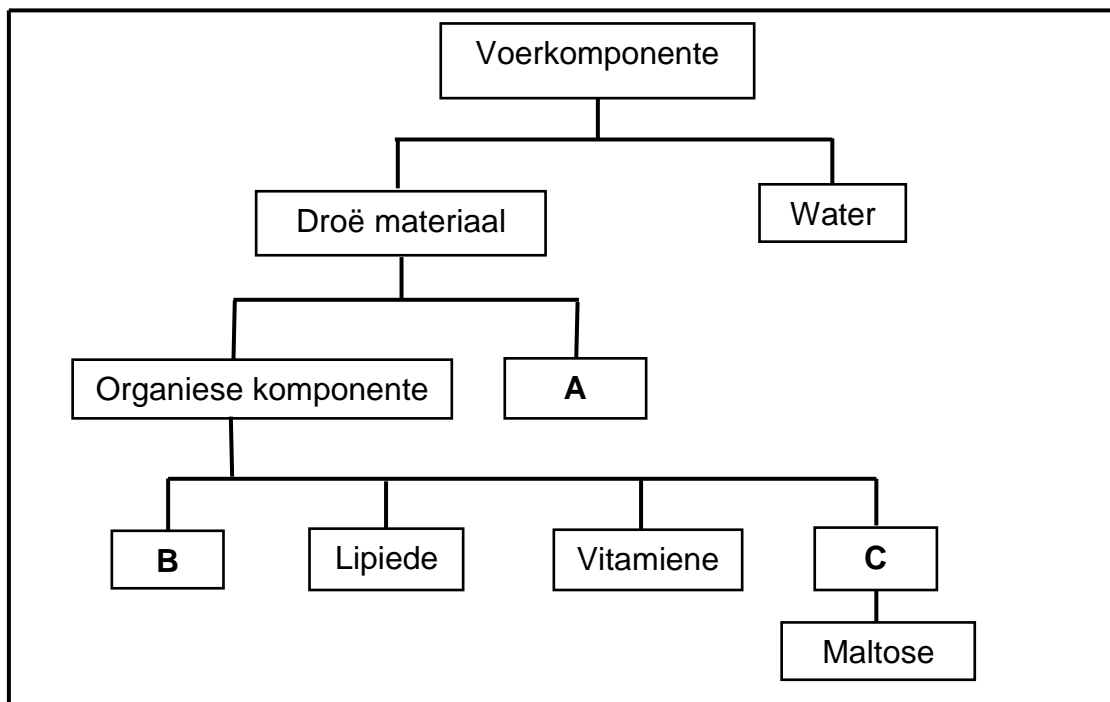 Voerkomponente
Droë materiaal
Water
Organiese komponente
A
B
Lipiede
Vitamiene
C
Maltose